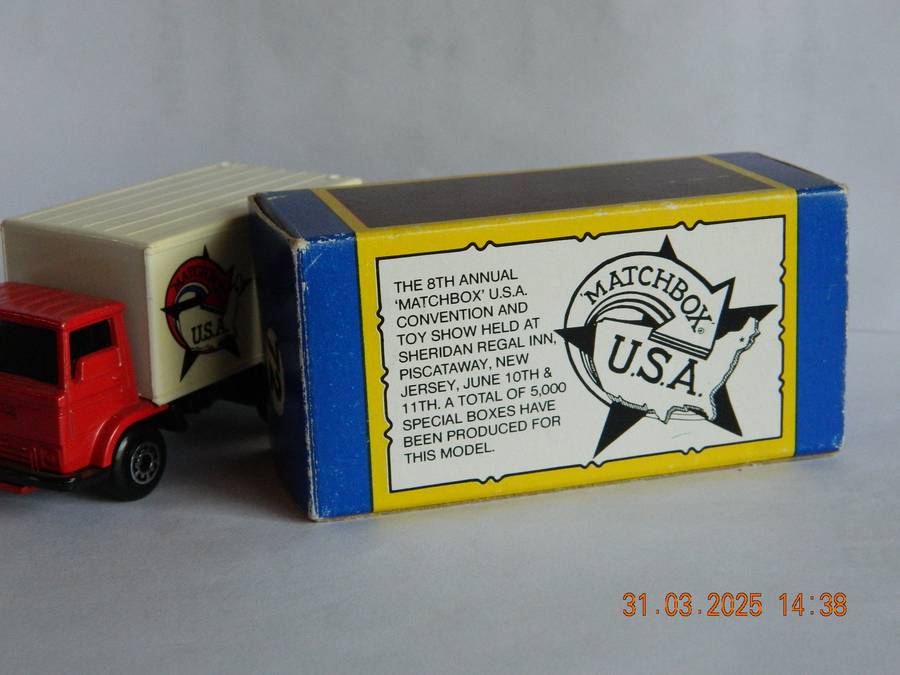 THE 8TH ANNUAL
'MATCHBOX' U.S.A.
CONVENTION AND
TOY SHOW HELD AT
SHERIDAN REGAL INN,
PISCATAWAY, NEW
JERSEY, JUNE 10TH &
11TH. A TOTAL OF 5,000
SPECIAL BOXES HAVE
BEEN PRODUCED FOR
THIS MODEL.
MATCHBOX®
U.S.A.
MATCHBOX
U.S.A.
31.03.2025 14:38